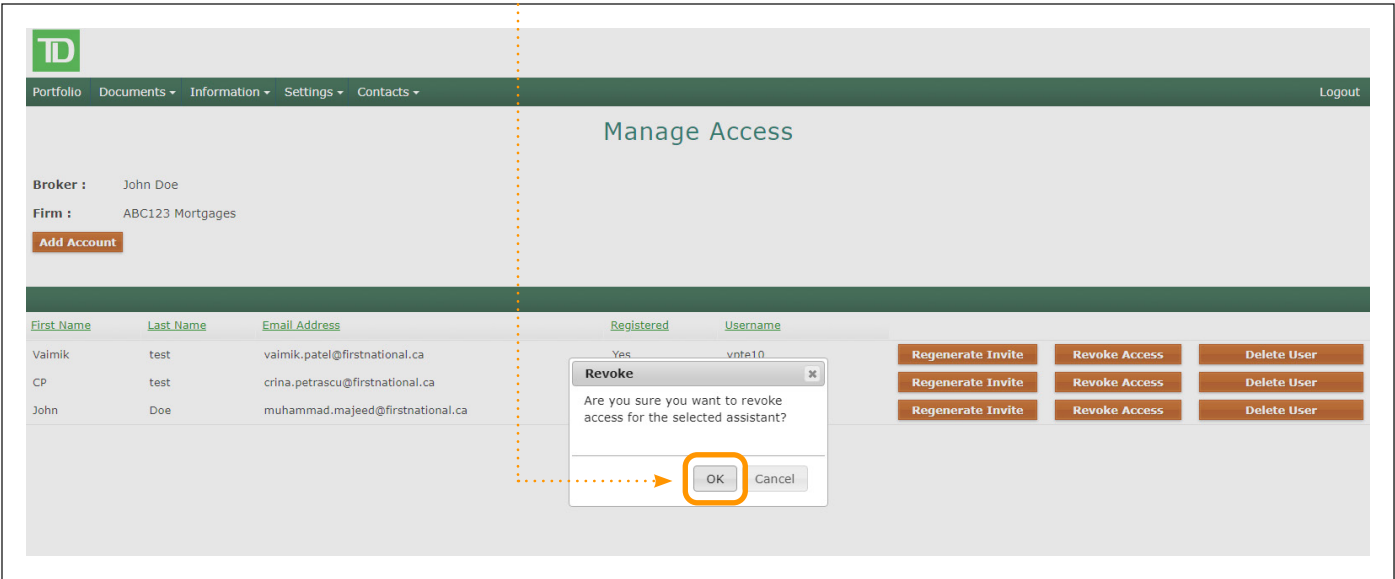 TD
Portfolio Documents Information Settings Contacts Logout
Manage Access
Broker : John Doe
Firm : ABC123 Mortgages
Add Account
First Name Last Name Email Address Registered Username
Vaimik test vaimik.patel@firstnational.ca Yes vpte10 Regenerate Invite Revoke Access Delete User
CP test crina.petrascu@firstnational.ca Regenerate Invite Revoke Access Delete User
John Doe muhammad.majeed@firstnational.ca Regenerate Invite Revoke Access Delete User
Revoke
Are you sure you want to revoke
access for the selected assistant?
OK Cancel